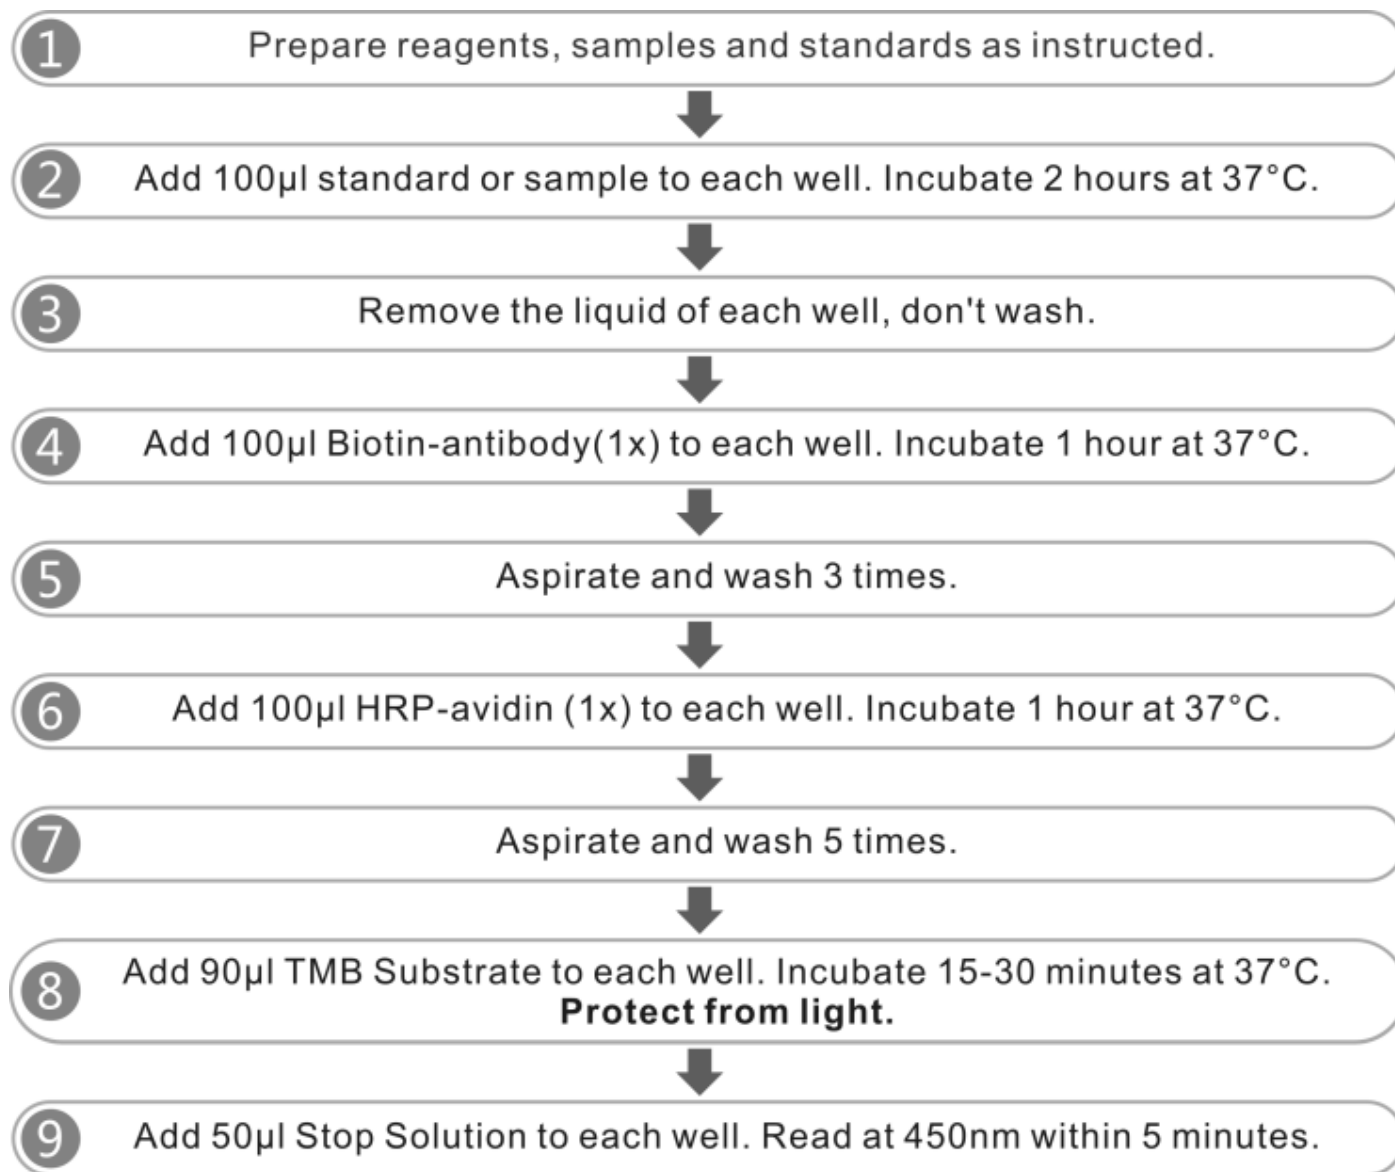 1 Prepare reagents, samples and standards as instructed.
2 Add 100µl standard or sample to each well. Incubate 2 hours at 37°C.
3 Remove the liquid of each well, don't wash.
4 Add 100µl Biotin-antibody(1x) to each well. Incubate 1 hour at 37°C.
5 Aspirate and wash 3 times.
6 Add 100µl HRP-avidin (1x) to each well. Incubate 1 hour at 37°C.
7 Aspirate and wash 5 times.
8 Add 90µl TMB Substrate to each well. Incubate 15-30 minutes at 37°C.
Protect from light.
9 Add 50µl Stop Solution to each well. Read at 450nm within 5 minutes.